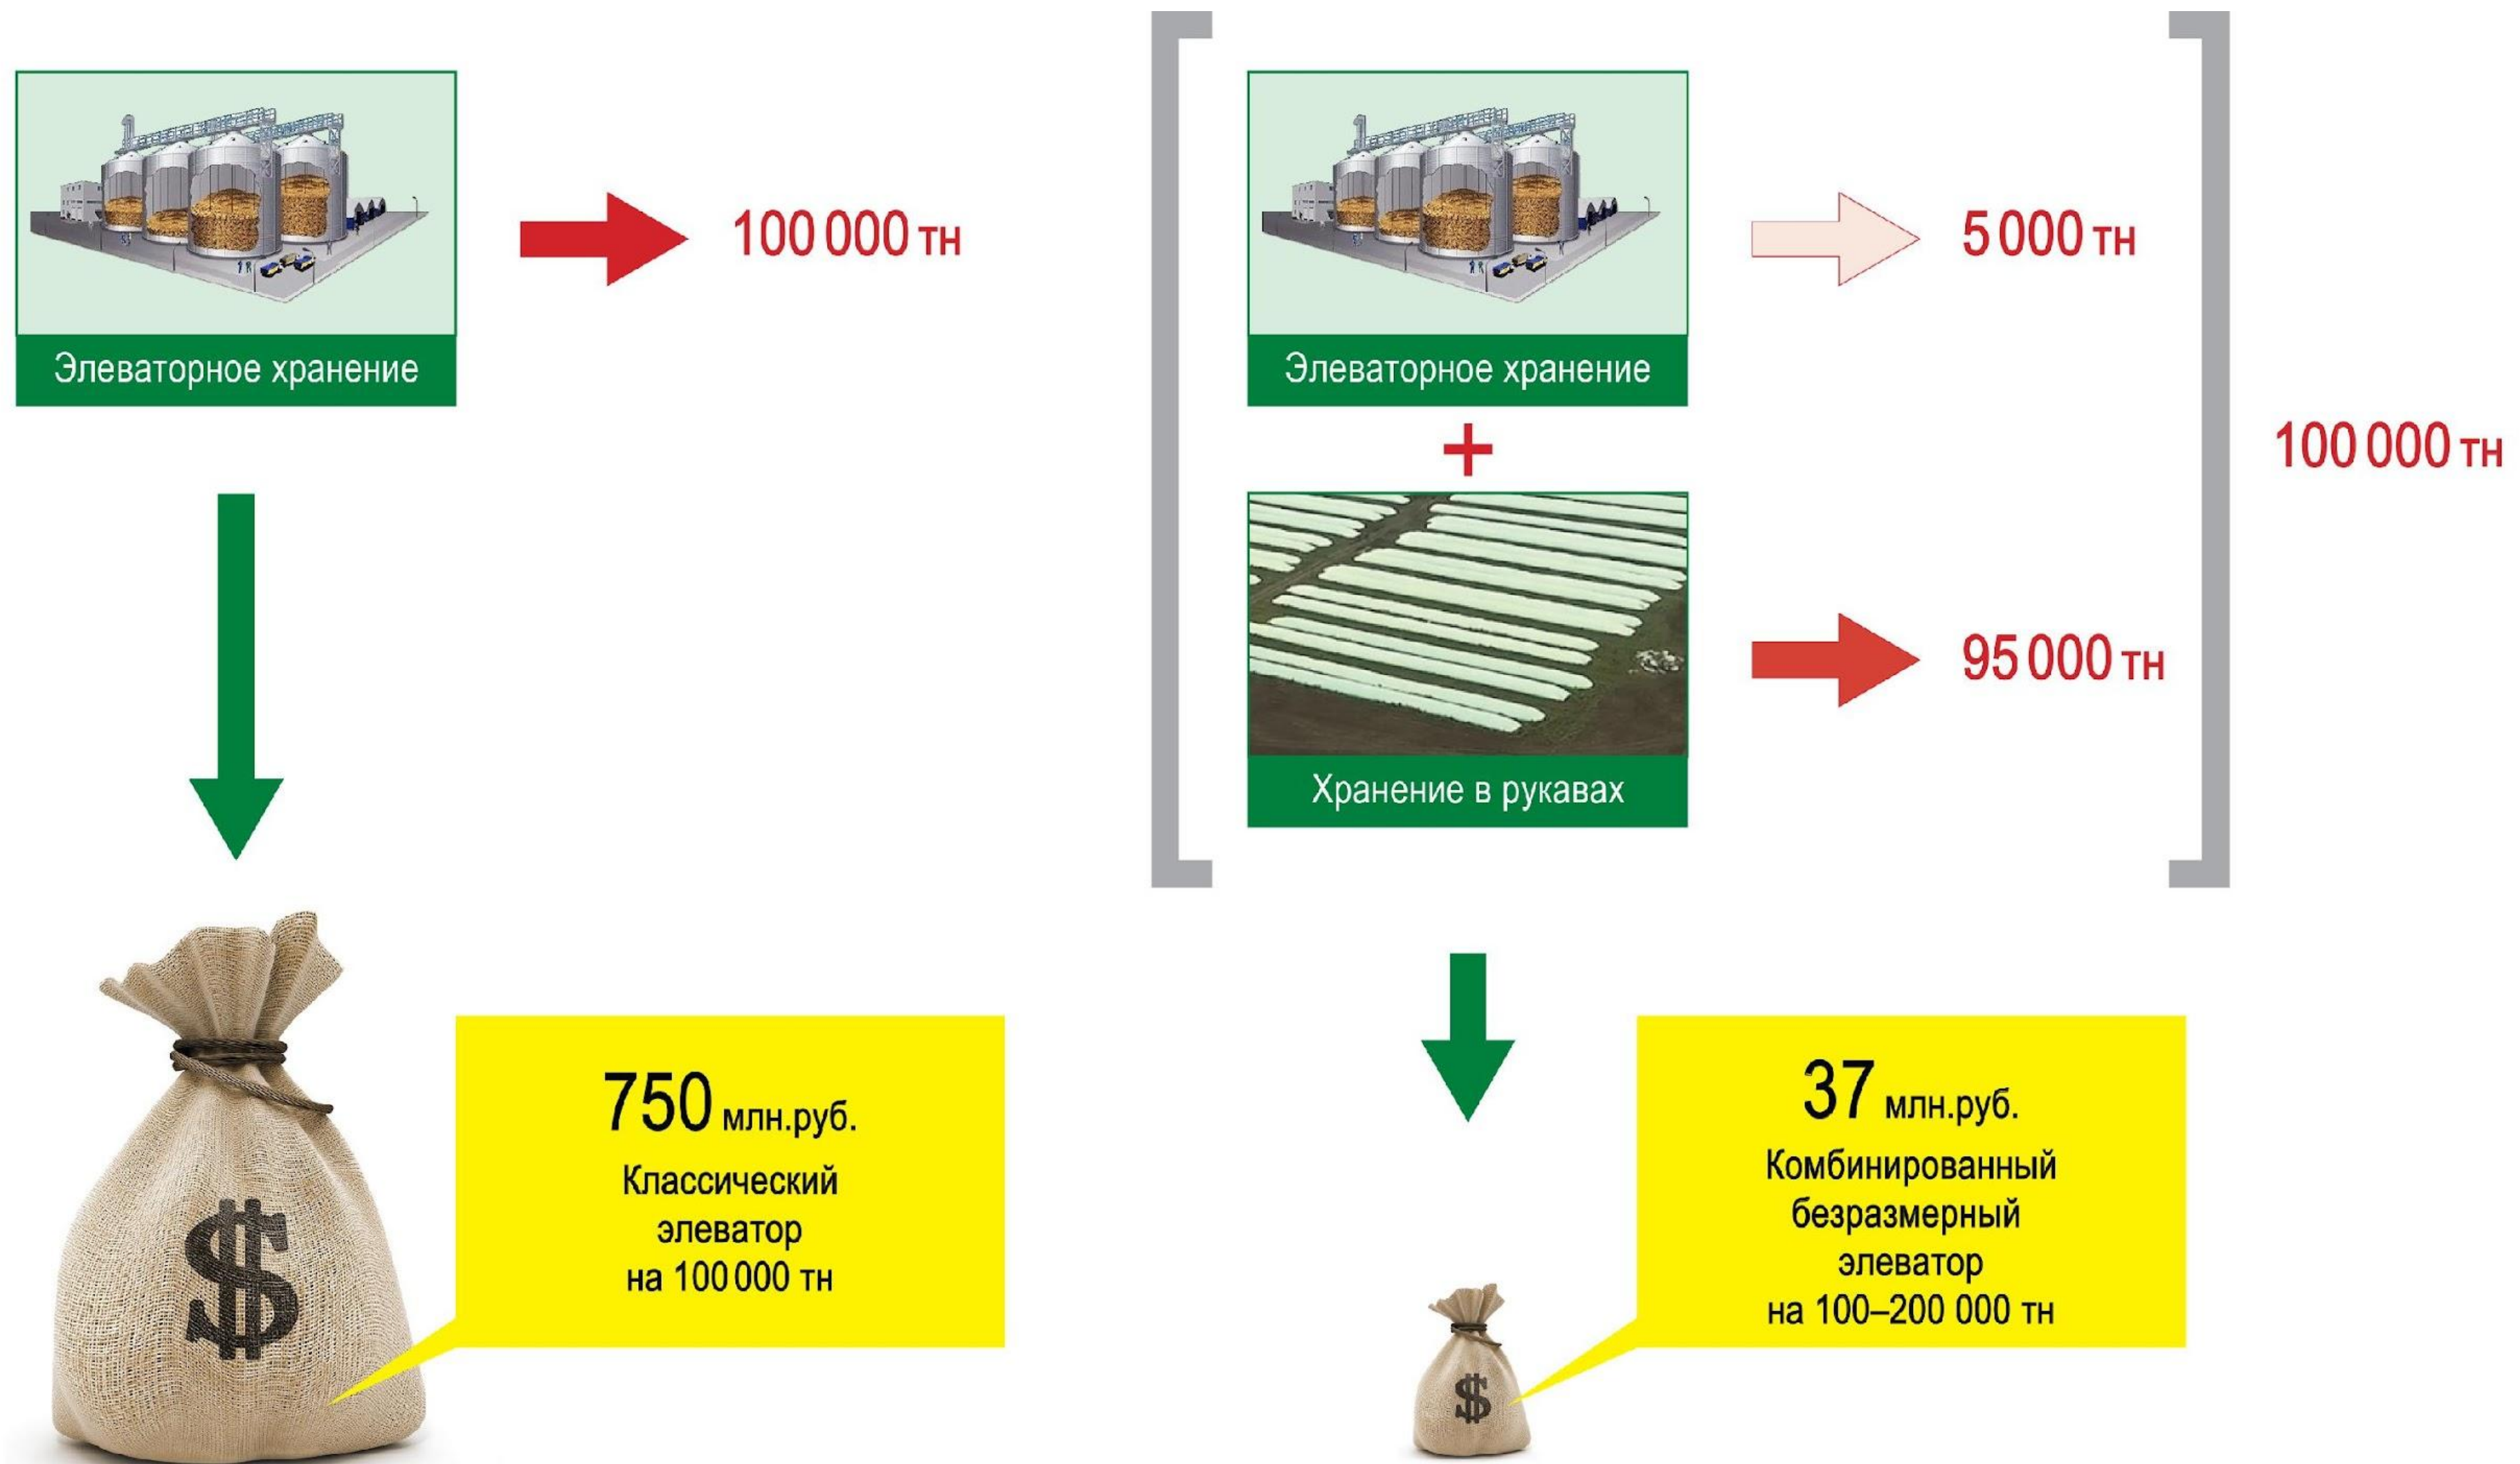 Элеваторное хранение
100 000 тн
750 млн.руб.
Классический
элеватор
на 100 000 тн
Элеваторное хранение
5 000 тн
+
Хранение в рукавах
95 000 тн
100 000 тн
37 млн.руб.
Комбинированный
безразмерный
элеватор
на 100–200 000 тн
$
$